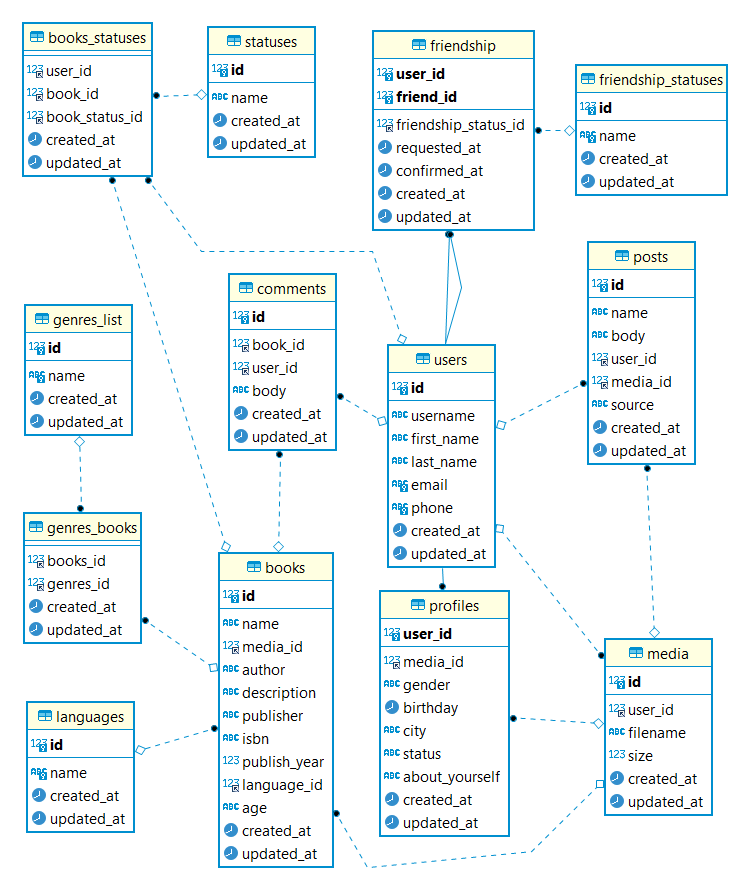 books_statuses
user_id
book_id
book_status_id
created_at
updated_at
statuses
id
name
created_at
updated_at
friendship
user_id
friend_id
friendship_status_id
requested_at
confirmed_at
created_at
updated_at
friendship_statuses
id
name
created_at
updated_at
posts
id
name
body
user_id
media_id
source
created_at
updated_at
comments
id
book_id
user_id
body
created_at
updated_at
genres_list
id
name
created_at
updated_at
users
id
username
first_name
last_name
email
phone
created_at
updated_at
genres_books
books_id
genres_id
created_at
updated_at
books
id
name
media_id
author
description
publisher
isbn
publish_year
language_id
age
created_at
updated_at
profiles
user_id
media_id
gender
birthday
city
status
about_yourself
created_at
updated_at
media
id
user_id
filename
size
created_at
updated_at
languages
id
name
created_at
updated_at